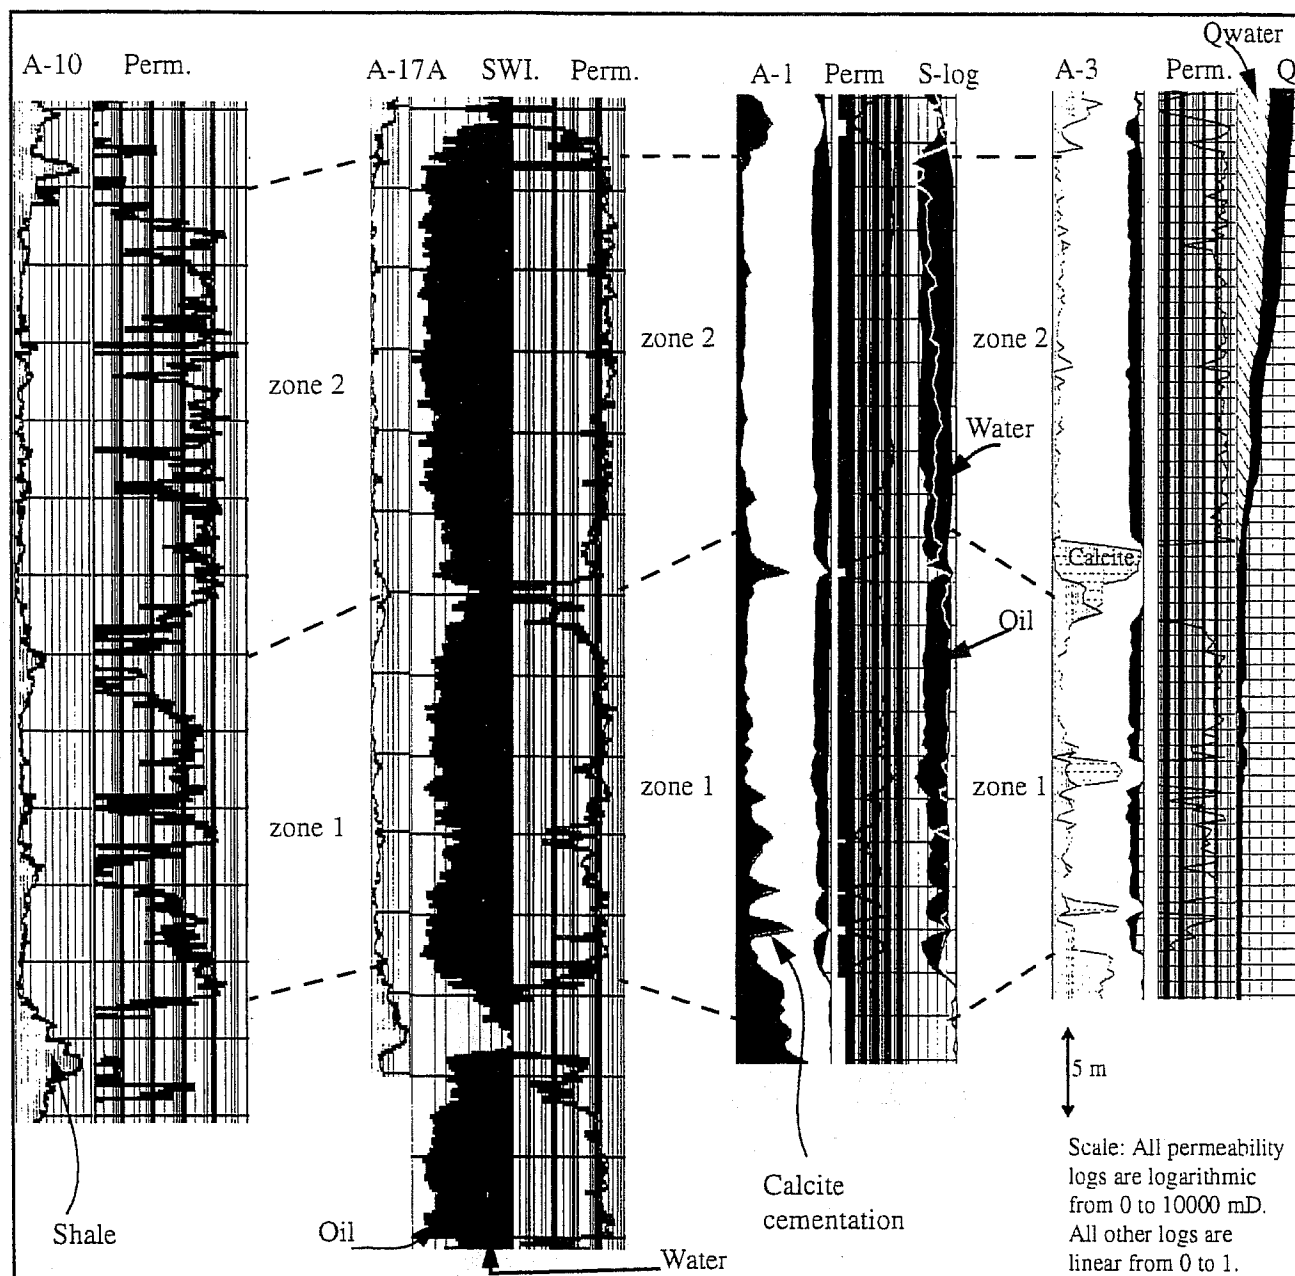 Qwater
A-10 Perm. A-17A SWI. Perm. A-1 Perm S-log A-3 Perm. Q
zone 2 zone 2 zone 2
Water
Calcite
Oil
zone 1 zone 1 zone 1
5 m
Shale
Oil
Water
Calcite
cementation
Scale: All permeability
logs are logarithmic
from 0 to 10000 mD.
All other logs are
linear from 0 to 1.